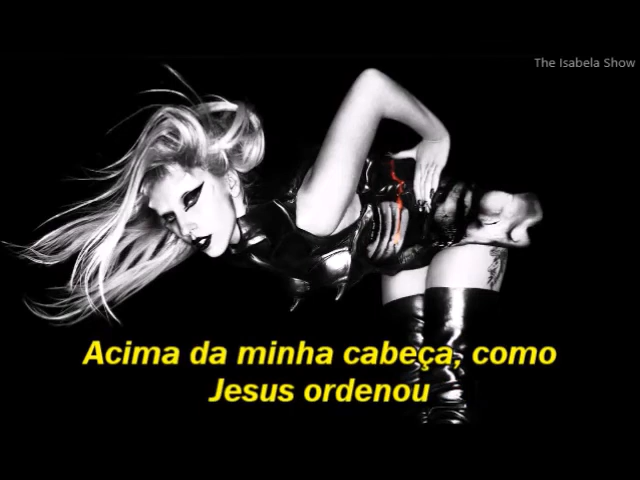 The Isabela Show
Acima da minha cabeça, como
Jesus ordenou